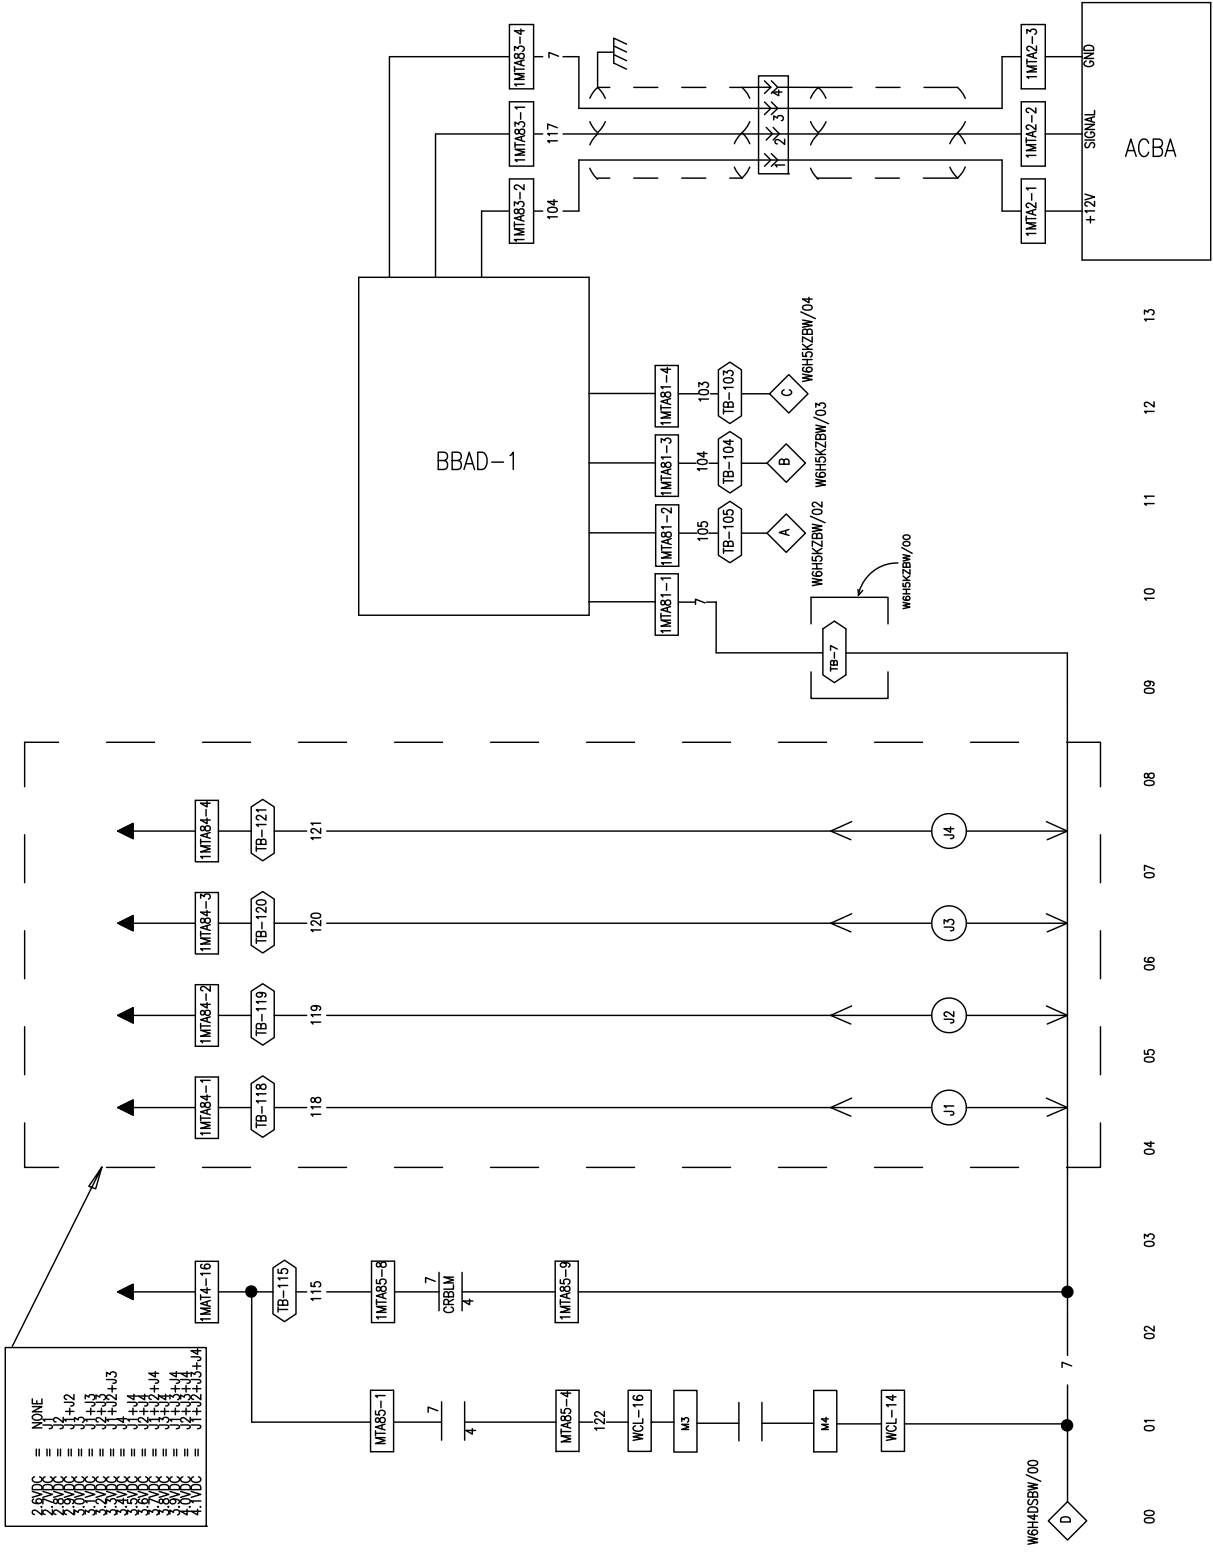 2.6VDC = NONE
2.7VDC = J1
2.8VDC = J2
2.9VDC = J1+J2
3.0VDC = J3
3.1VDC = J1+J3
3.2VDC = J2+J3
3.3VDC = J1+J2+J3
3.4VDC = J4
3.5VDC = J1+J4
3.6VDC = J2+J4
3.7VDC = J1+J2+J4
3.8VDC = J3+J4
3.9VDC = J1+J3+J4
4.0VDC = J2+J3+J4
4.1VDC = J1+J2+J3+J4
1MAT4-16
1MTA84-1
1MTA84-2
1MTA84-3
1MTA84-4
TB-115
TB-118
TB-119
TB-120
TB-121
115
118
119
120
121
MTA85-1
1MTA85-8
7
4
7
CRBLM
4
MTA85-4
1MTA85-9
122
WCL-16
M3
M4
WCL-14
J1
J2
J3
J4
BBAD-1
1MTA83-2
1MTA83-1
1MTA83-4
104
117
7
1MTA81-1
1MTA81-2
1MTA81-3
1MTA81-4
7
105
104
103
TB-105
TB-104
TB-103
A
B
C
W6H5KZBW/02
W6H5KZBW/03
W6H5KZBW/04
1
2
3
4
TB-7
W6H5KZBW/00
1MTA2-1
1MTA2-2
1MTA2-3
+12V
SIGNAL
GND
ACBA
W6H4DSBW/00
D
7
00
01
02
03
04
05
06
07
08
09
10
11
12
13